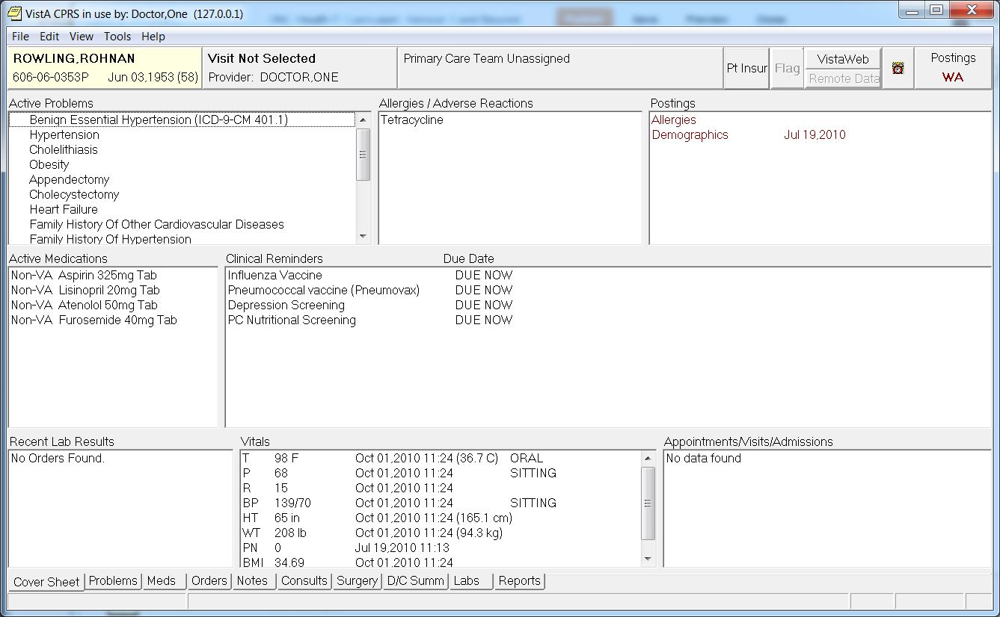 VistA CPRS in use by: Doctor,One (127.0.0.1)
File Edit View Tools Help
ROWLING,ROHNAN
606-06-0353P Jun 03,1953 (58)
Visit Not Selected
Provider: DOCTOR,ONE
Primary Care Team Unassigned
Pt Insur
Flag
VistaWeb
Remote Data
Postings
WA
Active Problems
Benign Essential Hypertension (ICD-9-CM 401.1)
Hypertension
Cholelithiasis
Obesity
Appendectomy
Cholecystectomy
Heart Failure
Family History Of Other Cardiovascular Diseases
Family History Of Hypertension
Allergies / Adverse Reactions
Tetracycline
Postings
Allergies
Demographics Jul 19,2010
Active Medications
Non-VA Aspirin 325mg Tab
Non-VA Lisinopril 20mg Tab
Non-VA Atenolol 50mg Tab
Non-VA Furosemide 40mg Tab
Clinical Reminders Due Date
Influenza Vaccine DUE NOW
Pneumococcal vaccine (Pneumovax) DUE NOW
Depression Screening DUE NOW
PC Nutritional Screening DUE NOW
Recent Lab Results
No Orders Found.
Vitals
T 98 F Oct 01,2010 11:24 (36.7 C) ORAL
P 68 Oct 01,2010 11:24 SITTING
R 15 Oct 01,2010 11:24
BP 139/70 Oct 01,2010 11:24 SITTING
HT 65 in Oct 01,2010 11:24 (165.1 cm)
WT 208 lb Oct 01,2010 11:24 (94.3 kg)
PN 0 Jul 19,2010 11:13
BMI 34.69 Oct 01,2010 11:24
Appointments/Visits/Admissions
No data found
Cover Sheet Problems Meds Orders Notes Consults Surgery D/C Summ Labs Reports